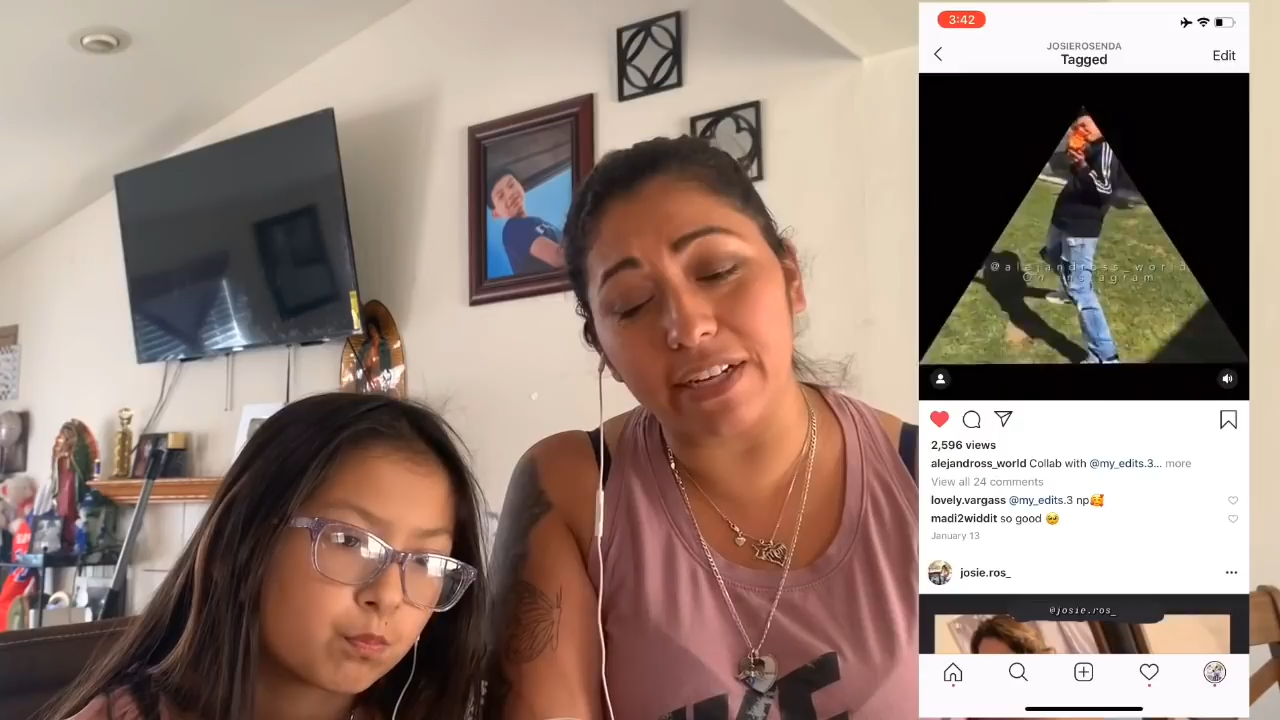 3:42
JOSIEROSENDA
Tagged
Edit
@alejandross_world
On Instagram
2,596 views
alejandross_world Collab with @my_edits.3... more
View all 24 comments
lovely.vargass @my_edits.3 np🥰
madi2widdit so good 🥺
January 13
josie.ros_
@josie.ros_